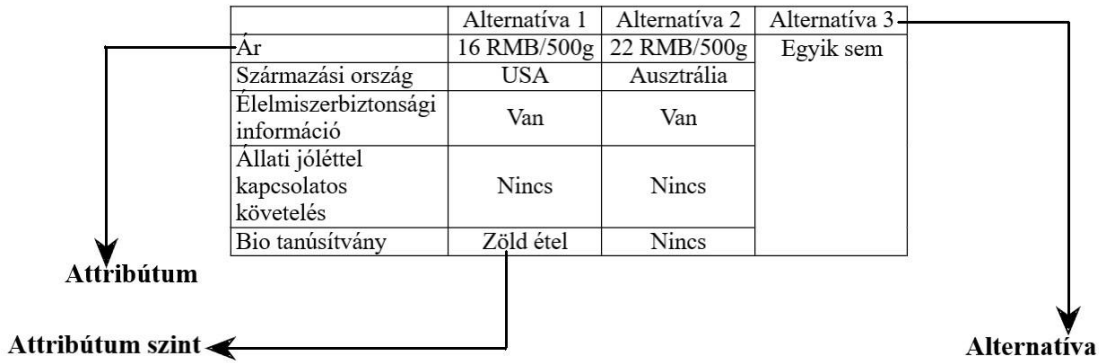 Alternatíva 1 Alternatíva 2 Alternatíva 3
Ár 16 RMB/500g 22 RMB/500g Egyik sem
Származási ország USA Ausztrália
Élelmiszerbiztonsági
információ Van Van
Állati jóléttel
kapcsolatos Nincs Nincs
követelés
Bio tanúsítvány Zöld étel Nincs
Attribútum
Attribútum szint
Alternatíva